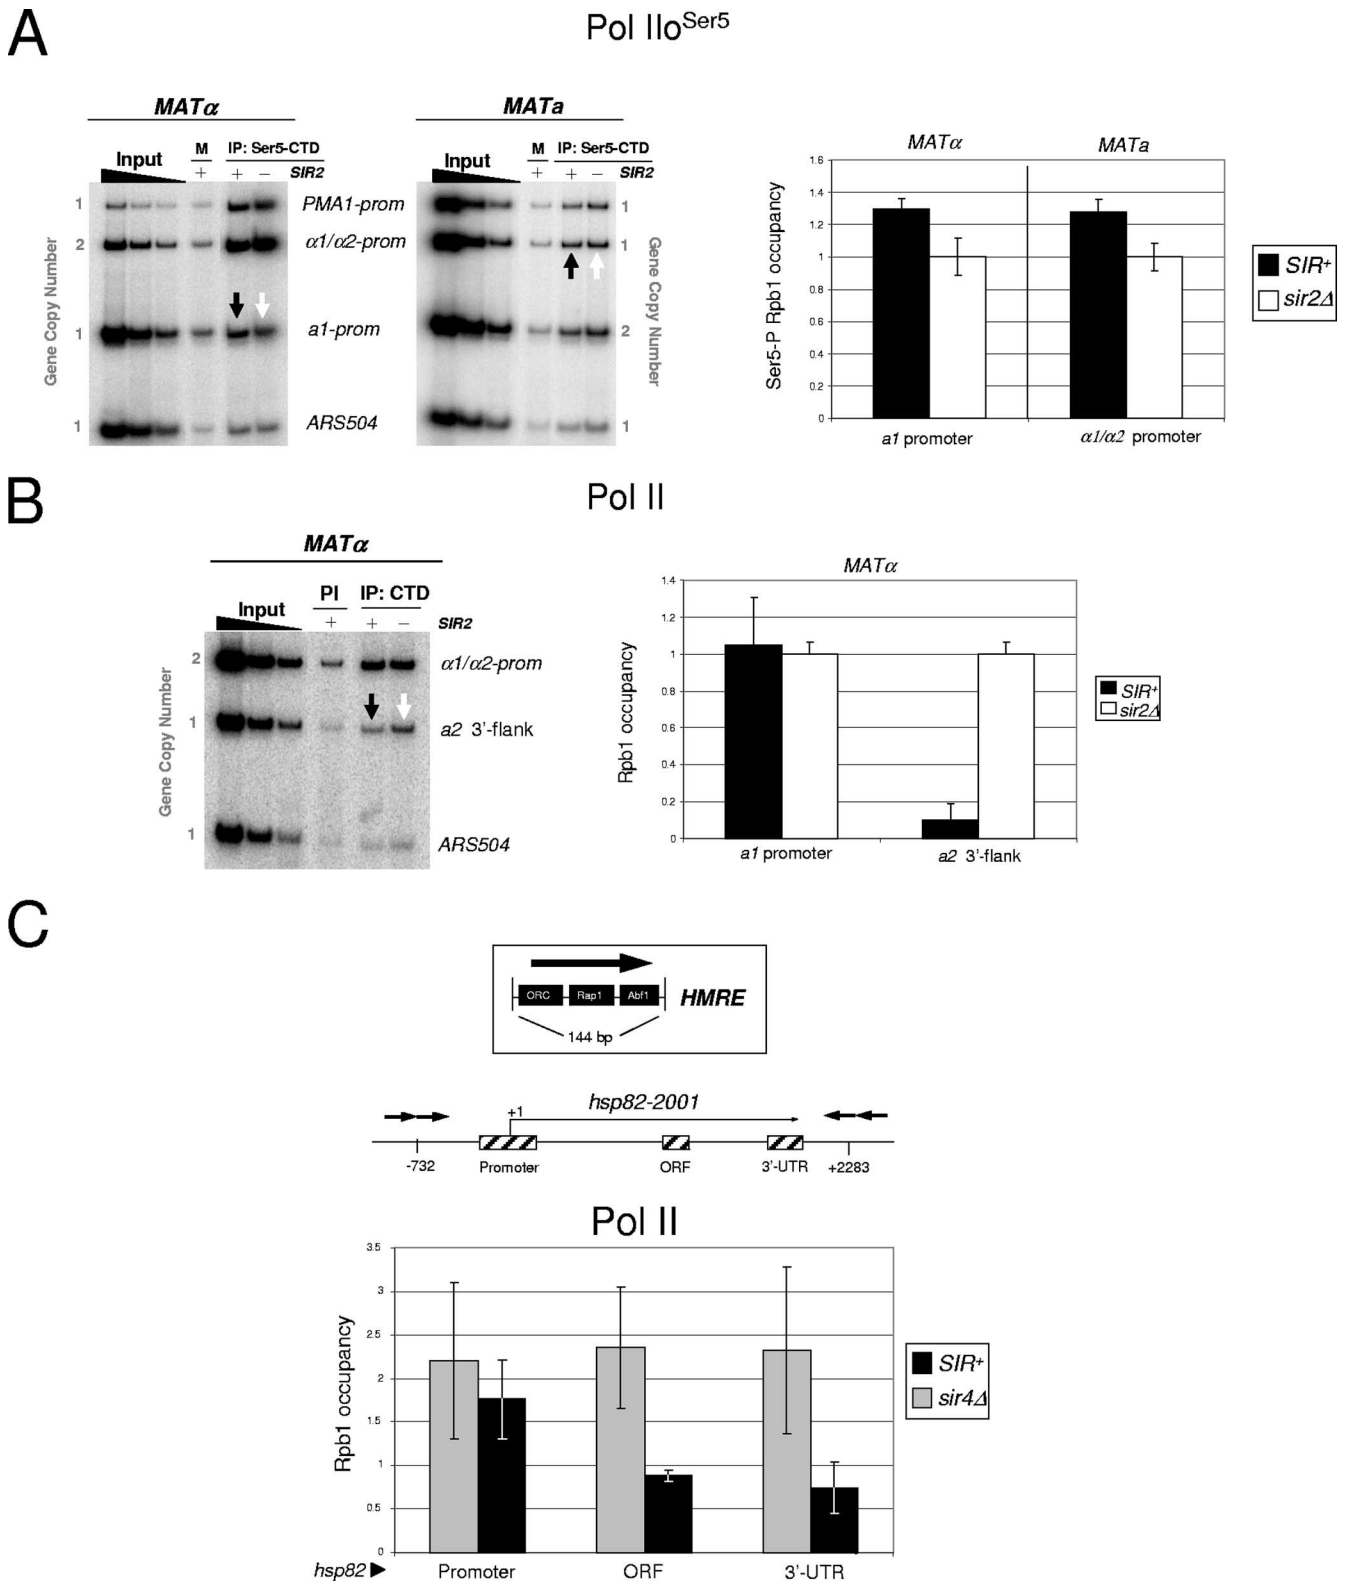 A
Pol IIo^Ser5
MATα
MATa
Input M IP: Ser5-CTD
+ + − SIR2
Input M IP: Ser5-CTD
+ + − SIR2
Gene Copy Number
1 PMA1-prom 1
2 α1/α2-prom 1
1 a1-prom 2
1 ARS504 1
Gene Copy Number
MATα MATa
Ser5-P Rpb1 occupancy
1.6
1.4
1.2
1
0.8
0.6
0.4
0.2
0
a1 promoter α1/α2 promoter
SIR+
sir2Δ
B
Pol II
MATα
Input PI IP: CTD
+ + − SIR2
Gene Copy Number
2 α1/α2-prom
1 a2 3'-flank
1 ARS504
MATα
Rpb1 occupancy
1.4
1.2
1
0.8
0.6
0.4
0.2
0
a1 promoter a2 3'-flank
SIR+
sir2Δ
C
ORC Rap1 Abf1 HMRE
144 bp
hsp82-2001
+1
-732 Promoter ORF 3'-UTR +2283
Pol II
Rpb1 occupancy
3.5
3
2.5
2
1.5
1
0.5
0
hsp82 ▶ Promoter ORF 3'-UTR
SIR+
sir4Δ